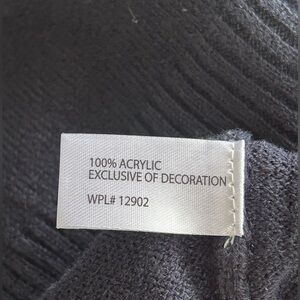 100% ACRYLIC
EXCLUSIVE OF DECORATION
WPL# 12902